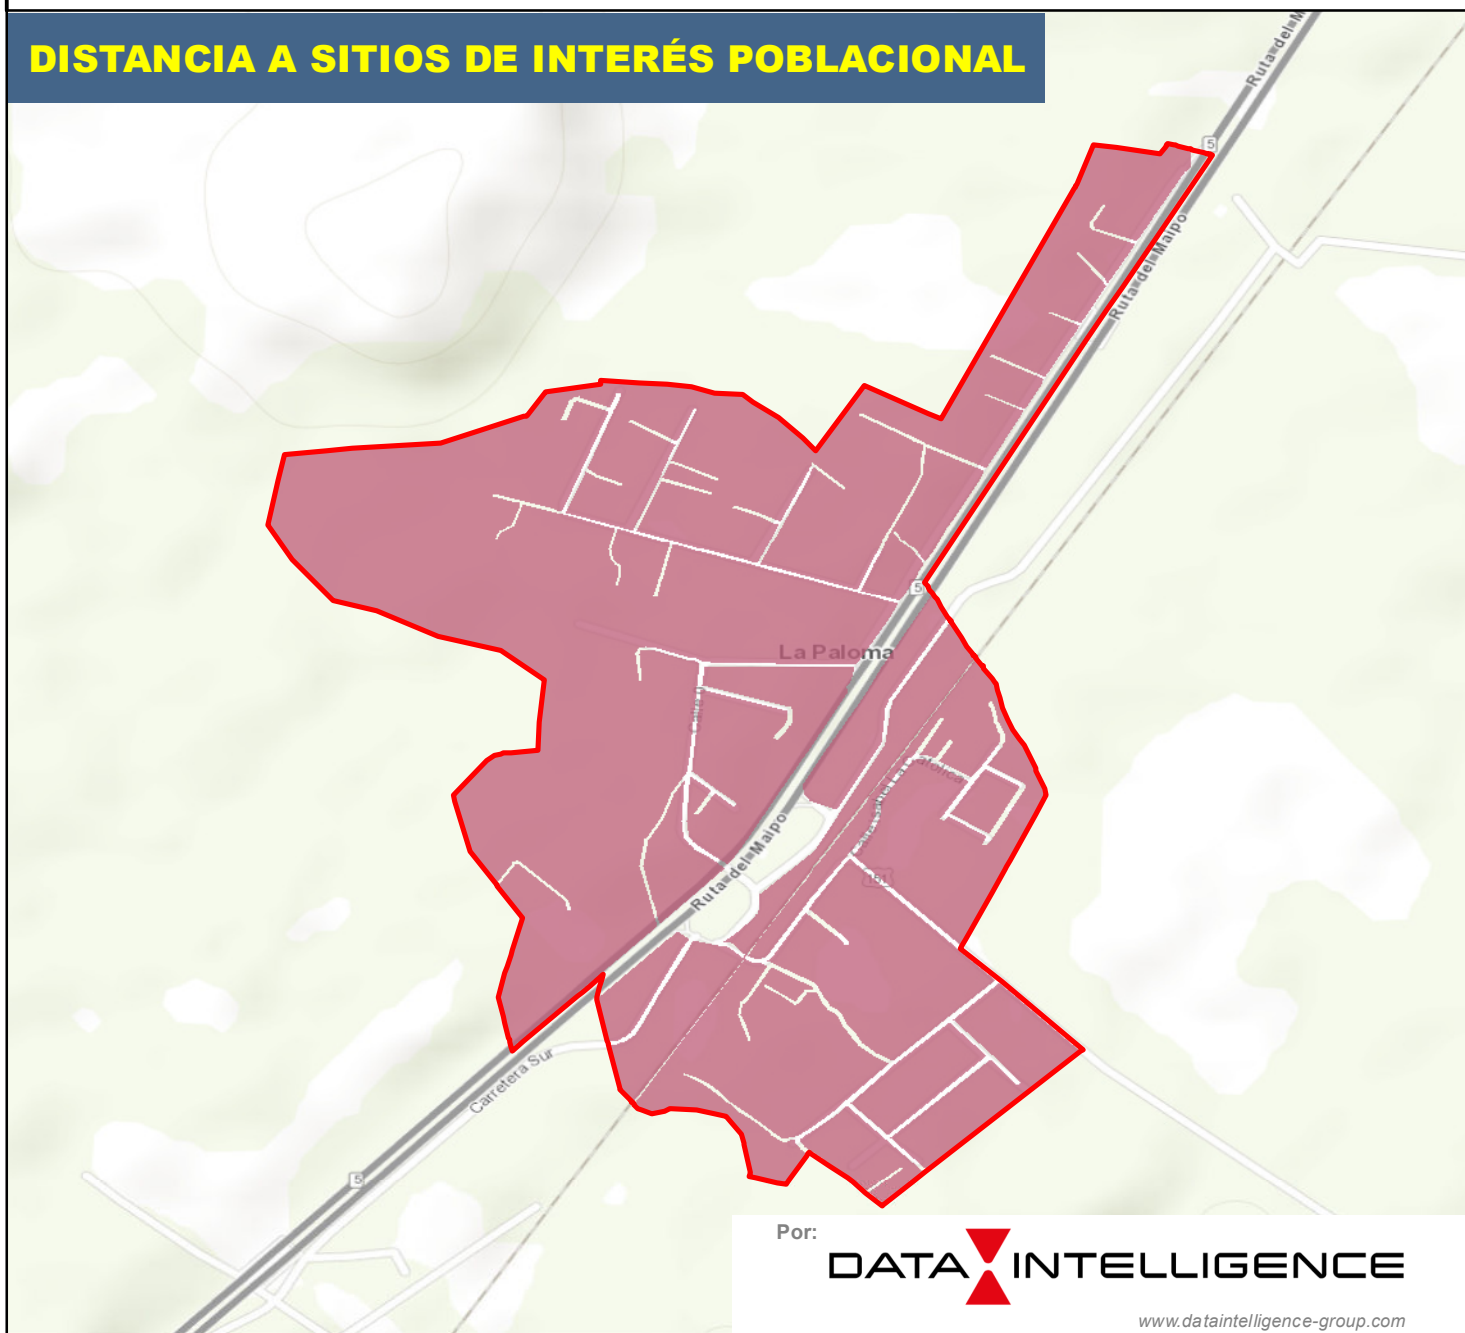 DISTANCIA A SITIOS DE INTERÉS POBLACIONAL
Ruta del M
5
Ruta del Maipo
5
La Paloma
Calle
Ruta del Maipo
Carretera Sur
5
Por:
DATA INTELLIGENCE
www.dataintelligence-group.com